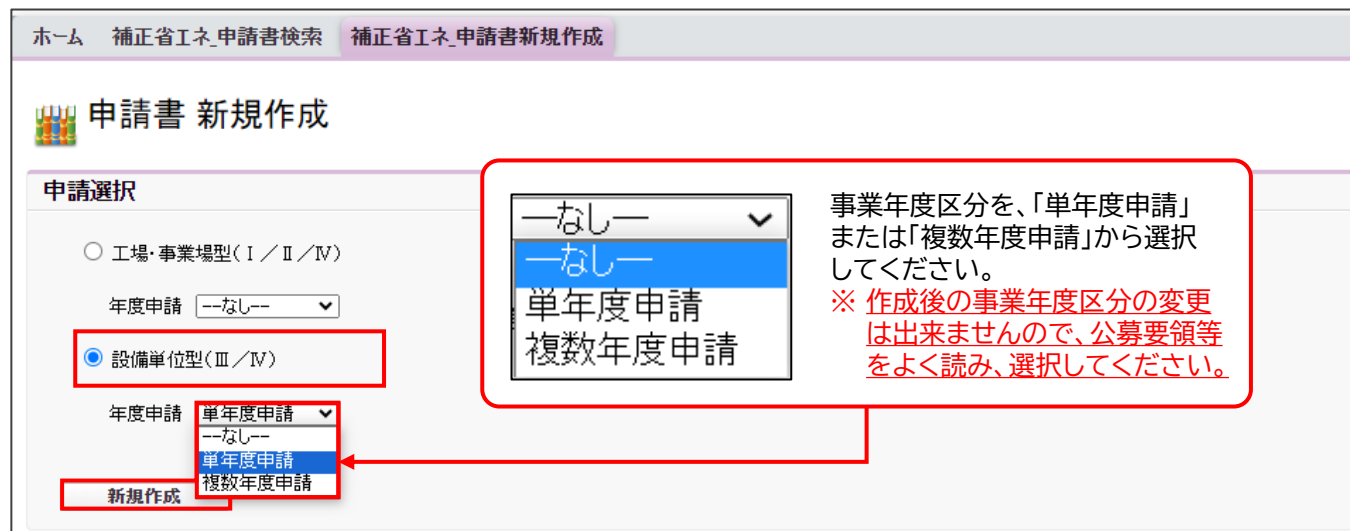 ホーム 補正省エネ_申請書検索 補正省エネ_申請書新規作成
申請書 新規作成
申請選択
工場・事業場型(Ⅰ/Ⅱ/Ⅳ)
年度申請 --なし--
設備単位型(Ⅲ/Ⅳ)
年度申請 単年度申請
--なし--
単年度申請
複数年度申請
新規作成
―なし―
―なし―
単年度申請
複数年度申請
事業年度区分を、「単年度申請」
または「複数年度申請」から選択
してください。
※ 作成後の事業年度区分の変更
は出来ませんので、公募要領等
をよく読み、選択してください。